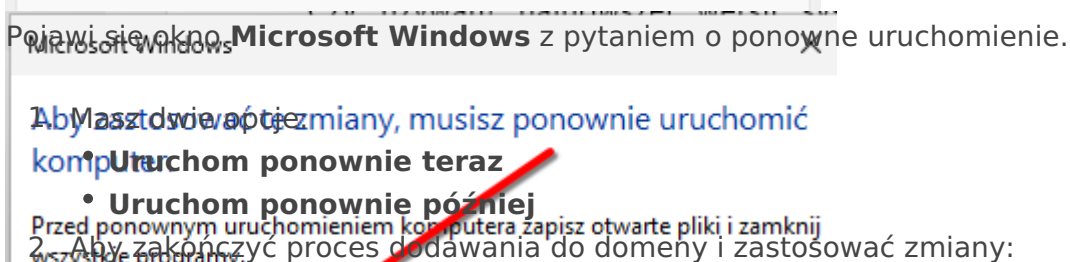 Pojawi się okno Microsoft Windows z pytaniem o ponowne uruchomienie.
Microsoft Windows
1. Masz dwie opcje:
Aby zastosować te zmiany, musisz ponownie uruchomić
komputer.
• Uruchom ponownie teraz
• Uruchom ponownie później
Przed ponownym uruchomieniem komputera zapisz otwarte pliki i zamknij
wszystkie programy.
2. Aby zakończyć proces dodawania do domeny i zastosować zmiany: